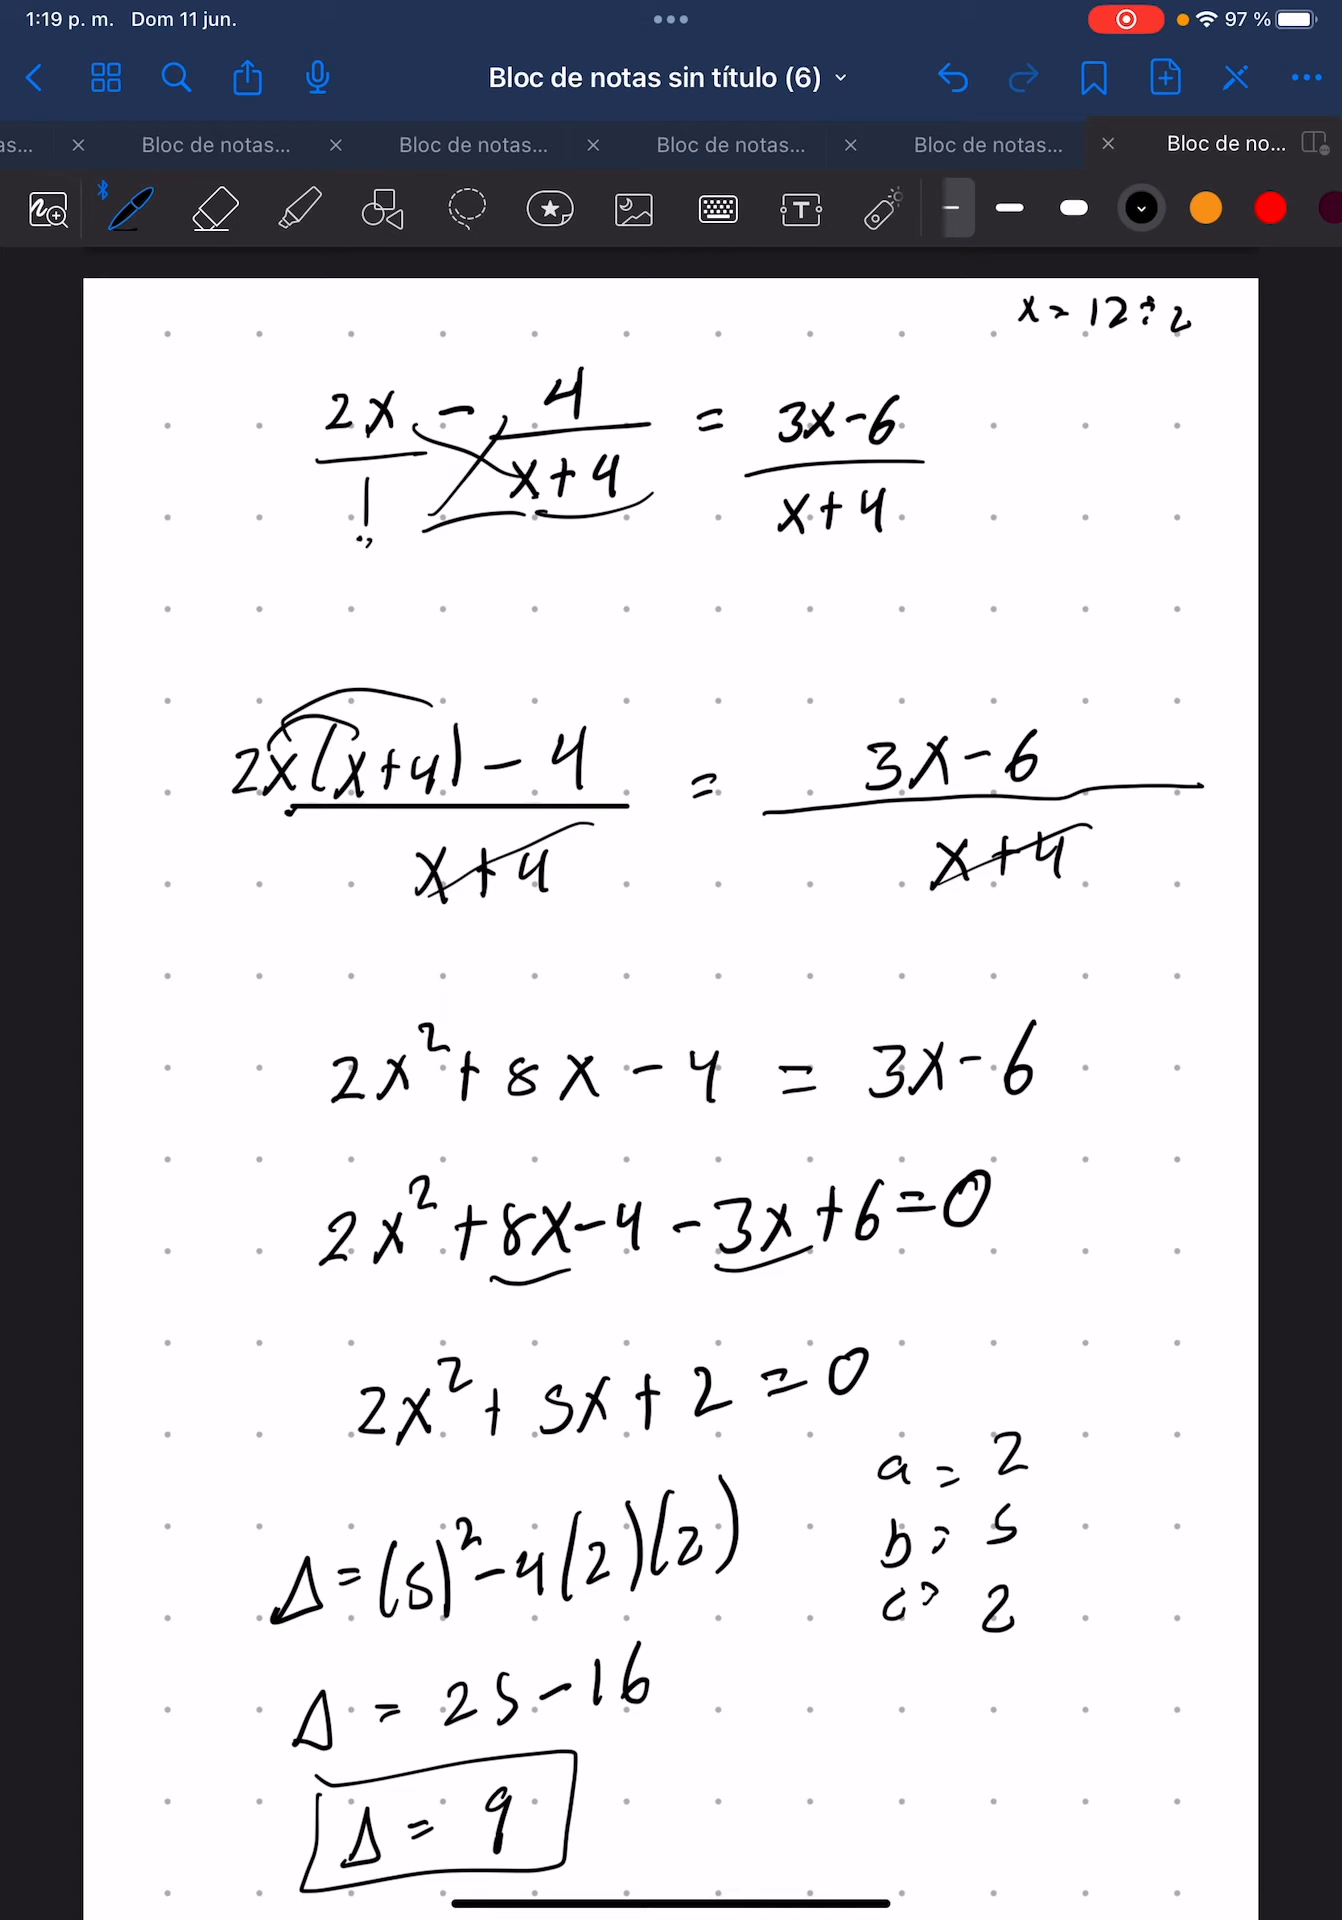 1:19 p. m. Dom 11 jun. 97 %
Bloc de notas sin título (6)
as... Bloc de notas... Bloc de notas... Bloc de notas... Bloc de notas... Bloc de no...
T
x = 12 ÷ 2
2x/1 - 4/(x+4) = (3x-6)/(x+4)
(2x(x+4) - 4)/(x+4) = (3x-6)/(x+4)
2x² + 8x - 4 = 3x - 6
2x² + 8x - 4 - 3x + 6 = 0
2x² + 5x + 2 = 0
a = 2
b = 5
c = 2
Δ = (5)² - 4(2)(2)
Δ = 25 - 16
Δ = 9